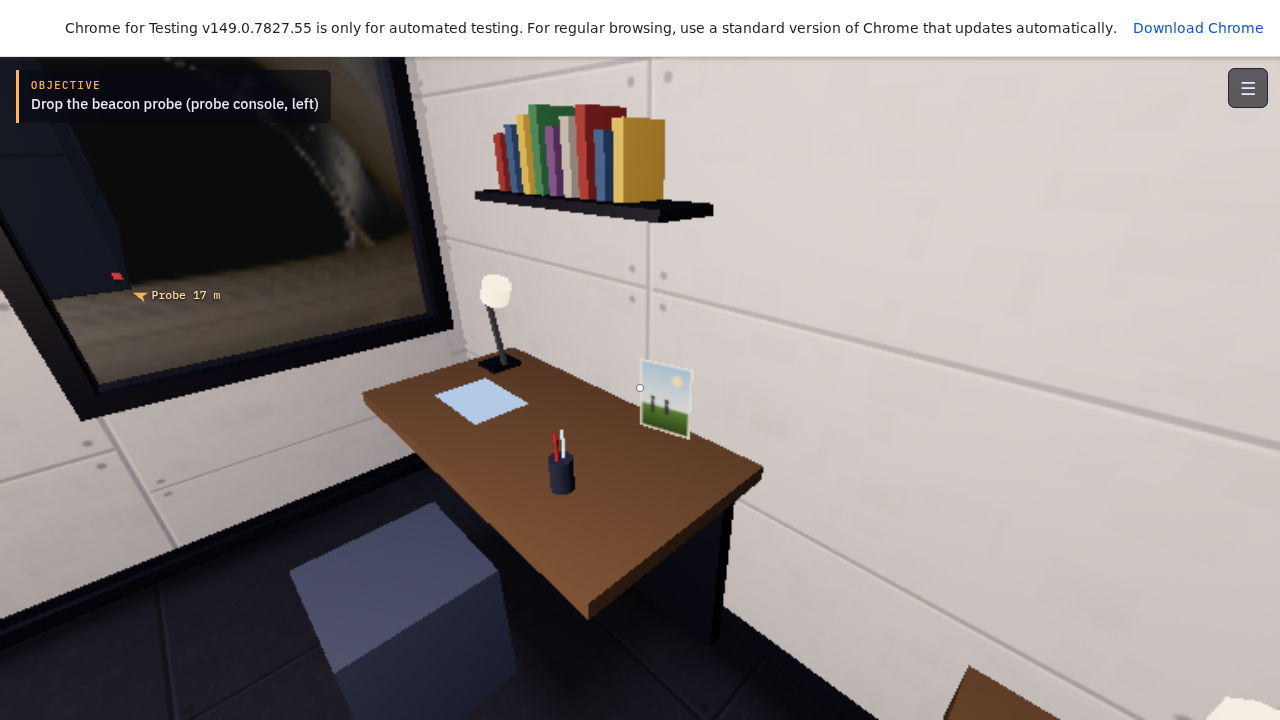 Chrome for Testing v149.0.7827.55 is only for automated testing. For regular browsing, use a standard version of Chrome that updates automatically. Download Chrome
OBJECTIVE
Drop the beacon probe (probe console, left)
Probe 17 m